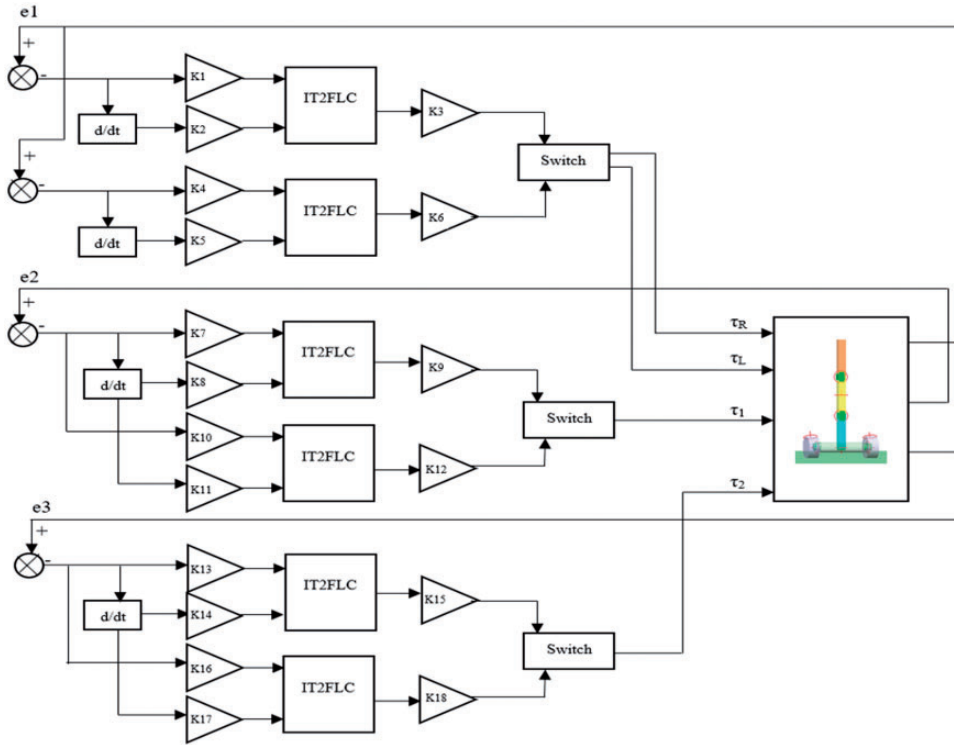 e1
+
-
K1
IT2FLC
K3
d/dt
K2
Switch
+
-
K4
IT2FLC
K6
d/dt
K5
e2
+
-
K7
IT2FLC
K9
d/dt
K8
Switch
K10
IT2FLC
K12
K11
τR
τL
τ1
τ2
e3
+
-
K13
IT2FLC
K15
d/dt
K14
Switch
K16
IT2FLC
K18
K17